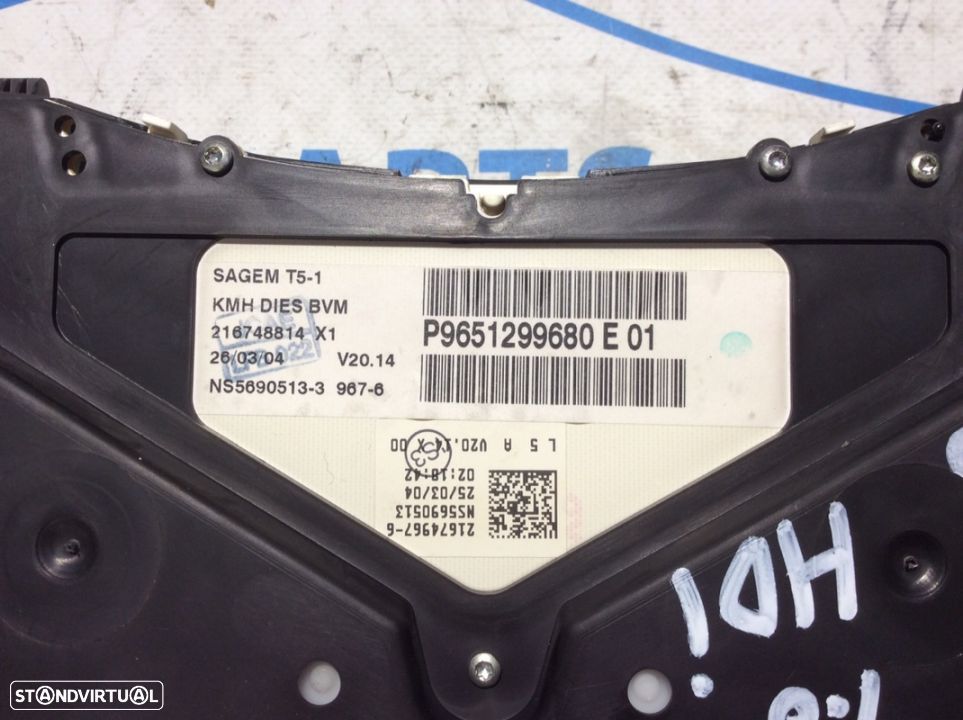 ARTS
SAGEM T5-1
KMH DIES BVM
216748814 X1
26/03/04 V20.14
NS5690513-3 967-6
P9651299680 E 01
L 5 A V20.14 X 00
02:18:42
25/03/04
NS5690513
21674967-6
HDi
STANDVIRTUAL